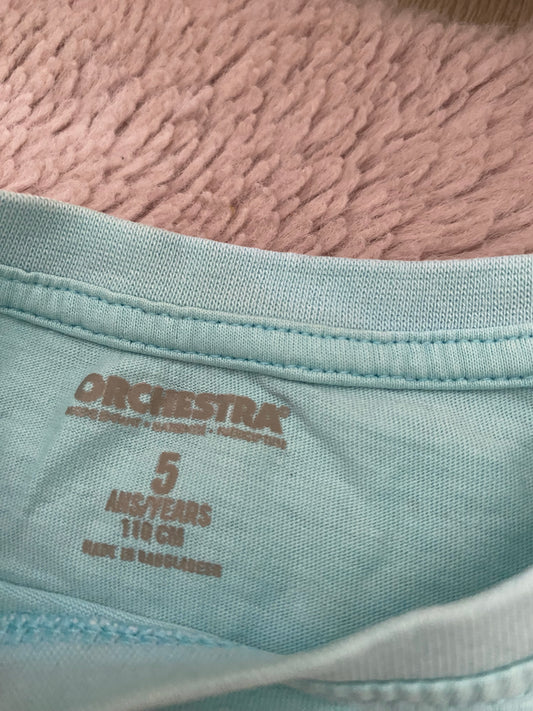 ORCHESTRA®
5
ANS/YEARS
110 CM
MADE IN BANGLADESH